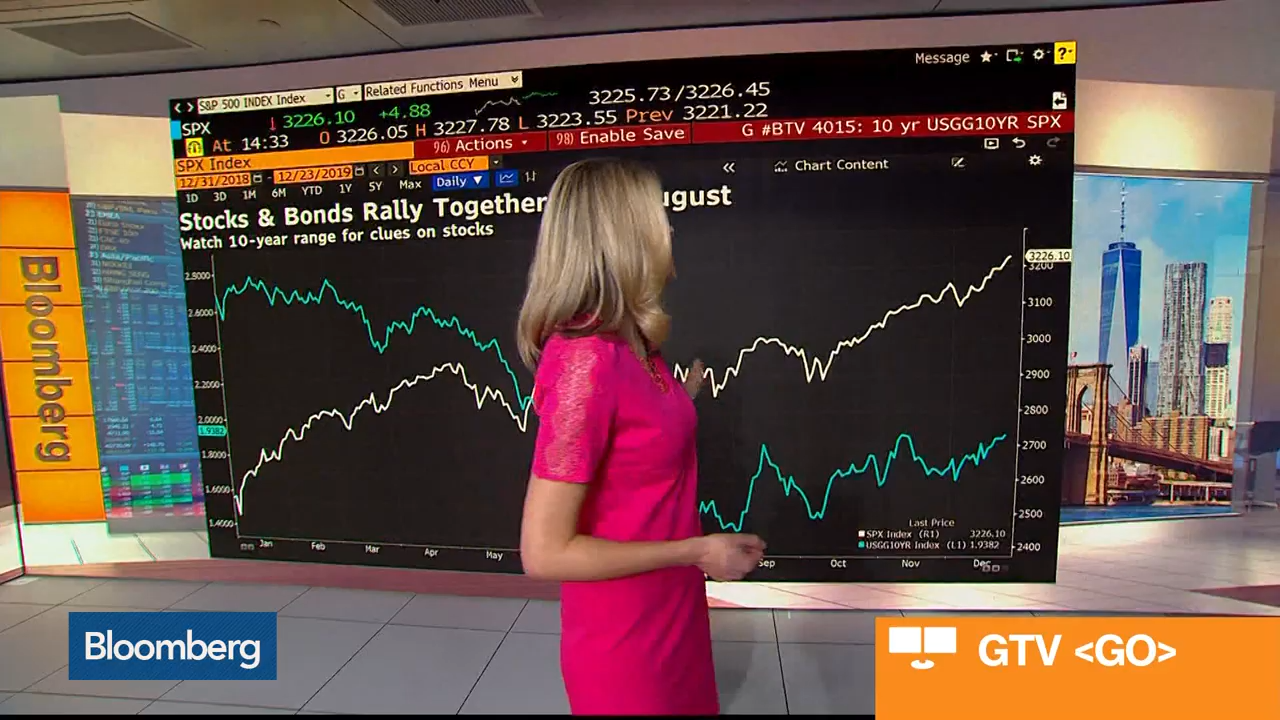 Message
S&P 500 INDEX Index
G
Related Functions Menu
SPX
3226.10
+4.88
3225.73/3226.45
At 14:33
O 3226.05 H 3227.78 L 3223.55 Prev 3221.22
SPX Index
96) Actions
98) Enable Save
G #BTV 4015: 10 yr USGG10YR SPX
12/31/2018 - 12/23/2019
Local CCY
1D 3D 1M 6M YTD 1Y 5Y Max
Daily ▼
«
Chart Content
Stocks & Bonds Rally Together
ugust
Watch 10-year range for clues on stocks
2.8000
2.6000
2.4000
2.2000
2.0000
1.9382
1.8000
1.6000
1.4000
3226.10
3200
3100
3000
2900
2800
2700
2600
2500
2400
Last Price
SPX Index (R1) 3226.10
USGG10YR Index (L1) 1.9382
Jan Feb Mar Apr May
Sep Oct Nov Dec
Bloomberg
Bloomberg
GTV <GO>